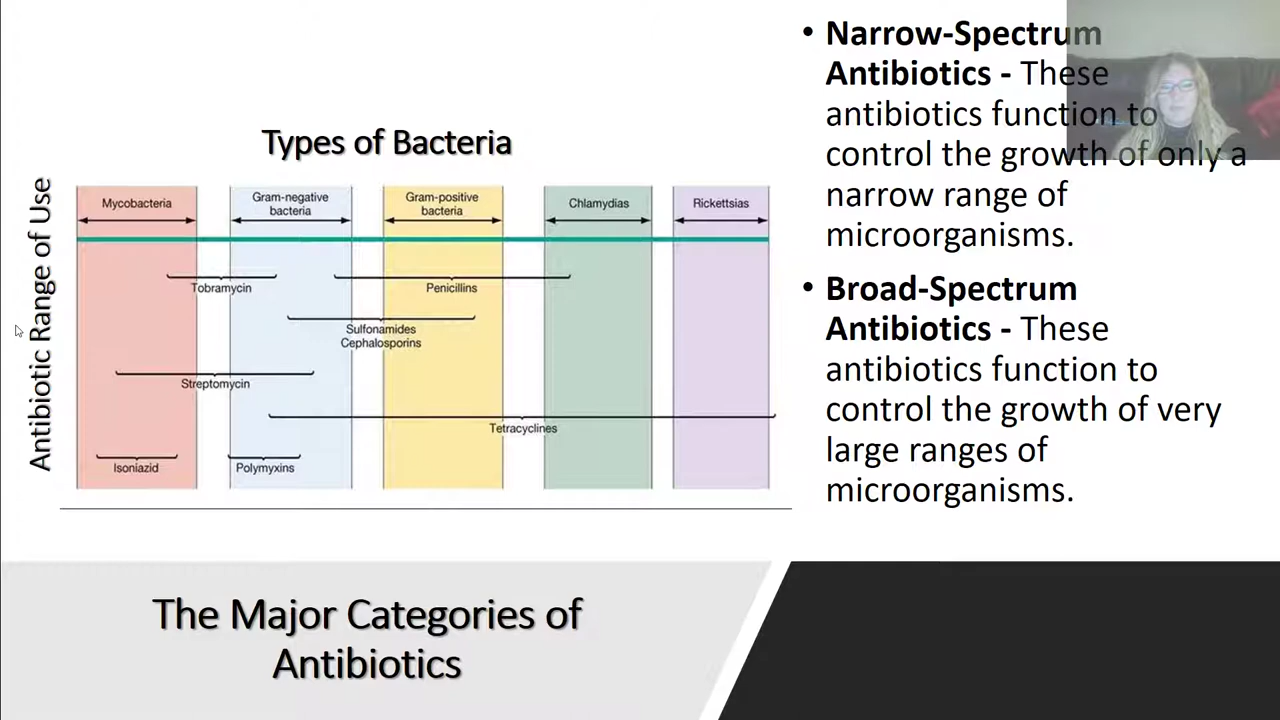 Types of Bacteria
Antibiotic Range of Use
Mycobacteria
Gram-negative
bacteria
Gram-positive
bacteria
Chlamydias
Rickettsias
Tobramycin
Penicillins
Sulfonamides
Cephalosporins
Streptomycin
Tetracyclines
Isoniazid
Polymyxins
• Narrow-Spectrum
Antibiotics - These
antibiotics function to
control the growth of only a
narrow range of
microorganisms.
• Broad-Spectrum
Antibiotics - These
antibiotics function to
control the growth of very
large ranges of
microorganisms.
The Major Categories of
Antibiotics